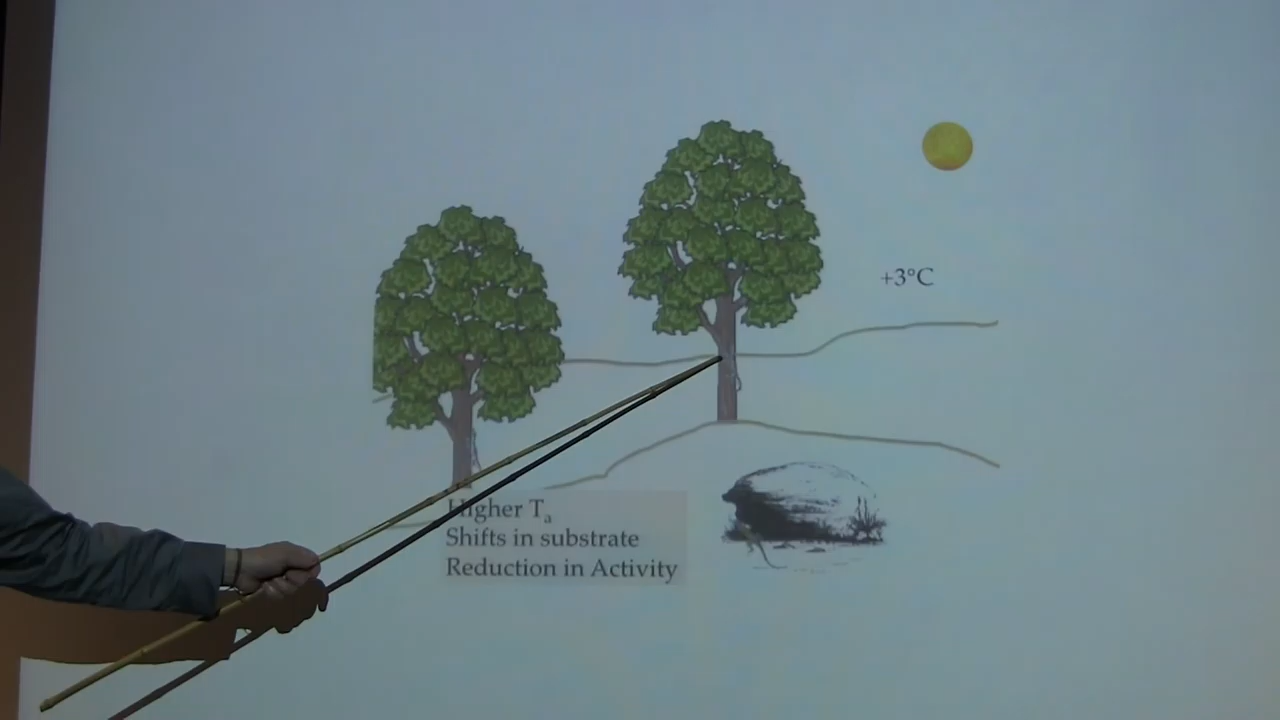 +3°C
Higher Ta
Shifts in substrate
Reduction in Activity